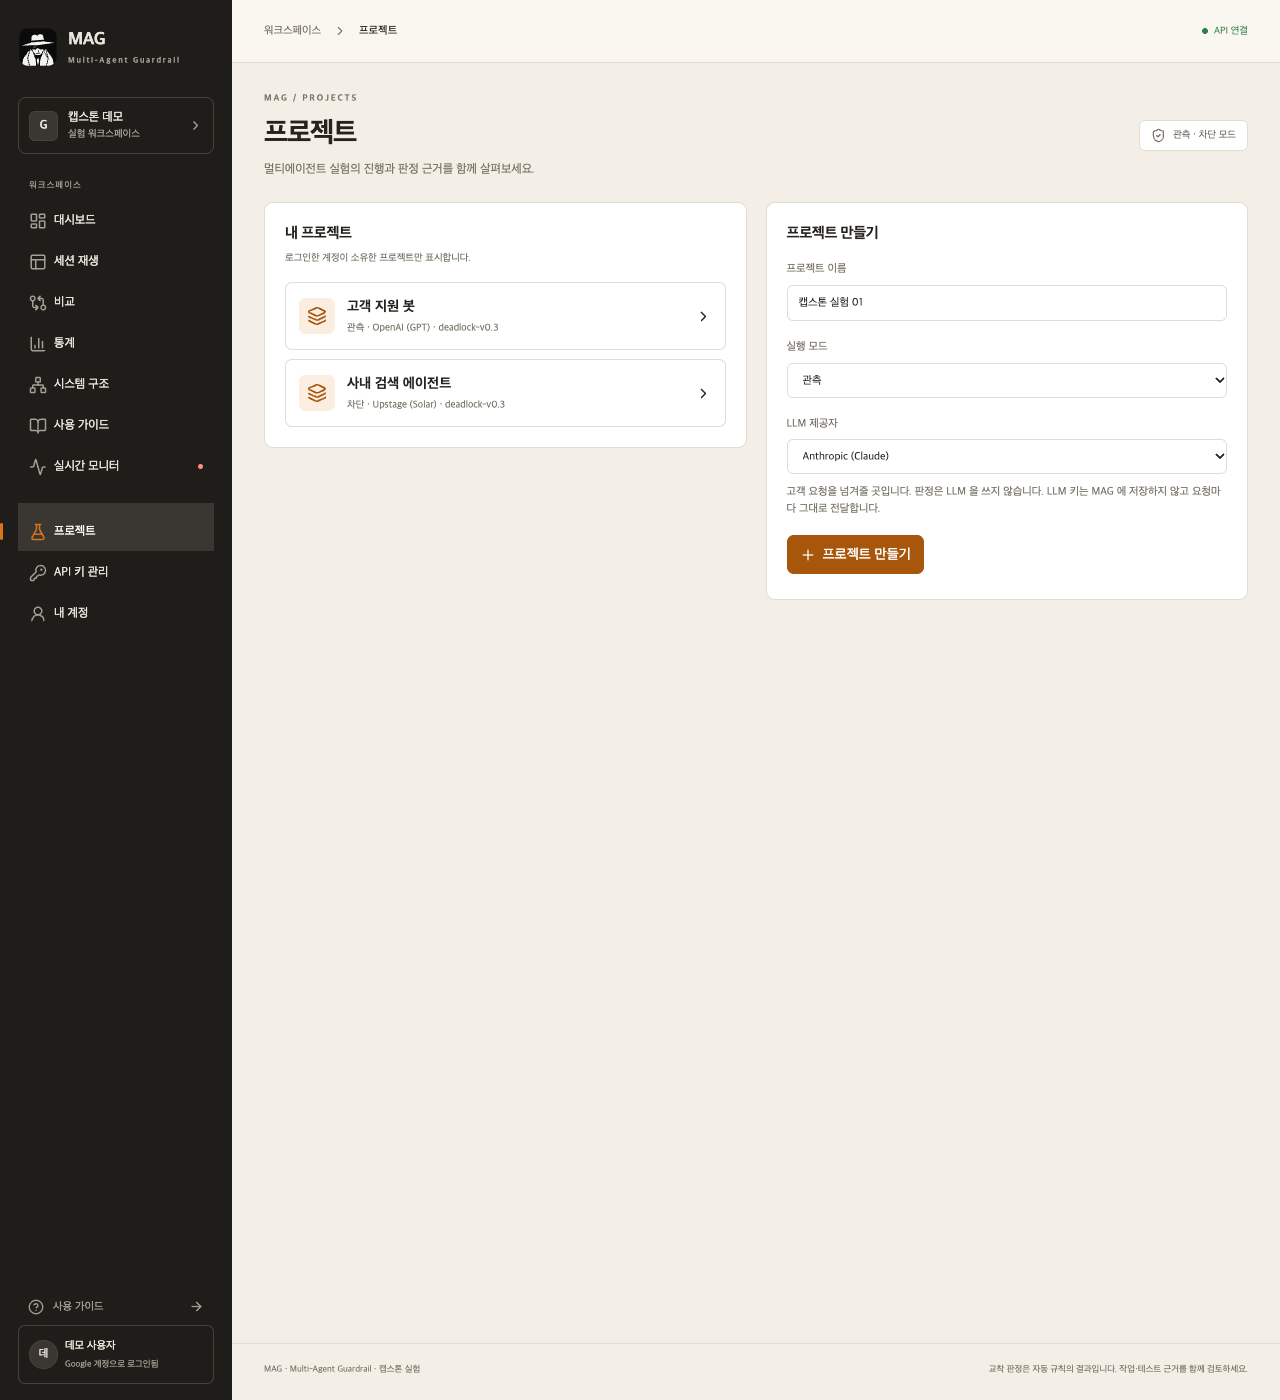 MAG
Multi-Agent Guardrail
G
캡스톤 데모
실험 워크스페이스
워크스페이스
대시보드
세션 재생
비교
통계
시스템 구조
사용 가이드
실시간 모니터
프로젝트
API 키 관리
내 계정
사용 가이드
데
데모 사용자
Google 계정으로 로그인됨
워크스페이스
프로젝트
API 연결
MAG / PROJECTS
프로젝트
멀티에이전트 실험의 진행과 판정 근거를 함께 살펴보세요.
관측 · 차단 모드
내 프로젝트
로그인한 계정이 소유한 프로젝트만 표시합니다.
고객 지원 봇
관측 · OpenAI (GPT) · deadlock-v0.3
사내 검색 에이전트
차단 · Upstage (Solar) · deadlock-v0.3
프로젝트 만들기
프로젝트 이름
캡스톤 실험 01
실행 모드
관측
LLM 제공자
Anthropic (Claude)
고객 요청을 넘겨줄 곳입니다. 판정은 LLM 을 쓰지 않습니다. LLM 키는 MAG 에 저장하지 않고 요청마
다 그대로 전달합니다.
프로젝트 만들기
MAG · Multi-Agent Guardrail · 캡스톤 실험
교착 판정은 자동 규칙의 결과입니다. 작업·테스트 근거를 함께 검토하세요.